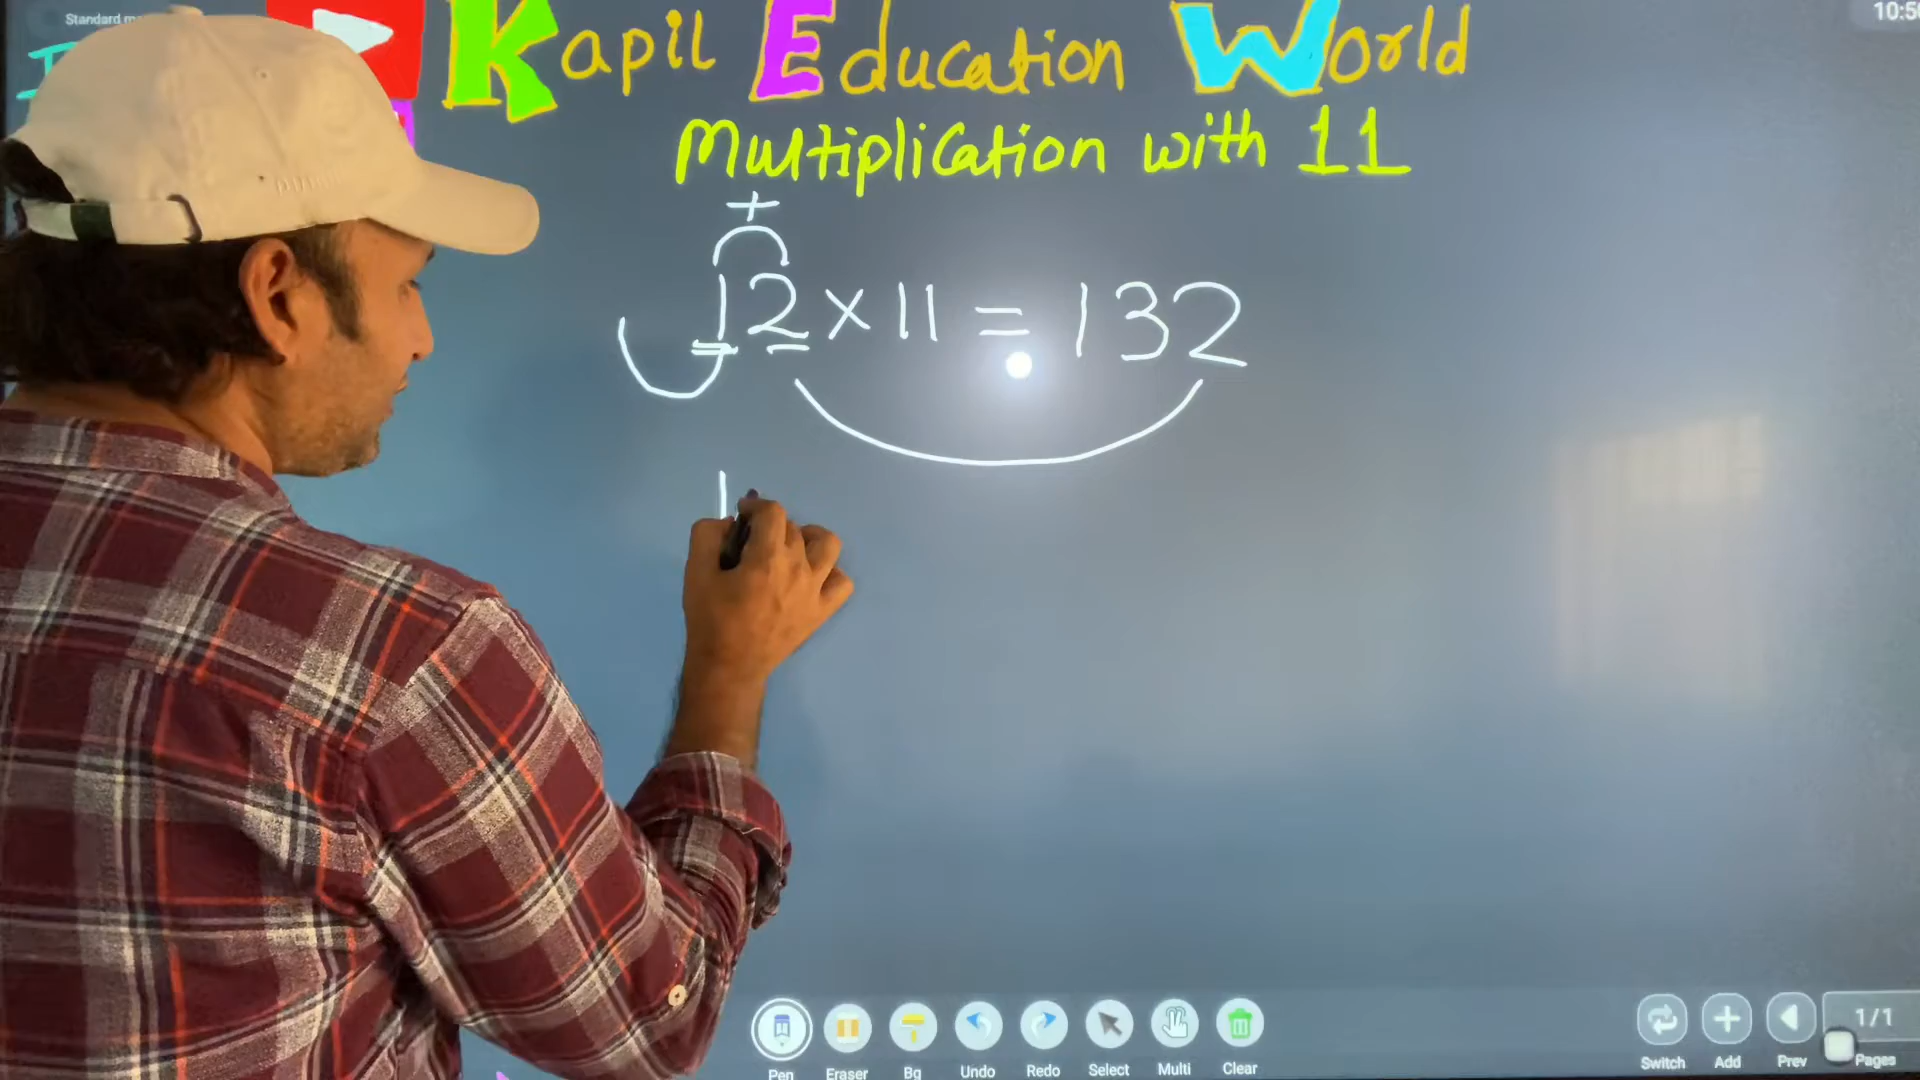 Standard
10:5
Kapil Education World
Multiplication with 11
+
12 × 11 = 132
1
1/1
Pen Eraser Bg Undo Redo Select Multi Clear Switch Add Prev Pages